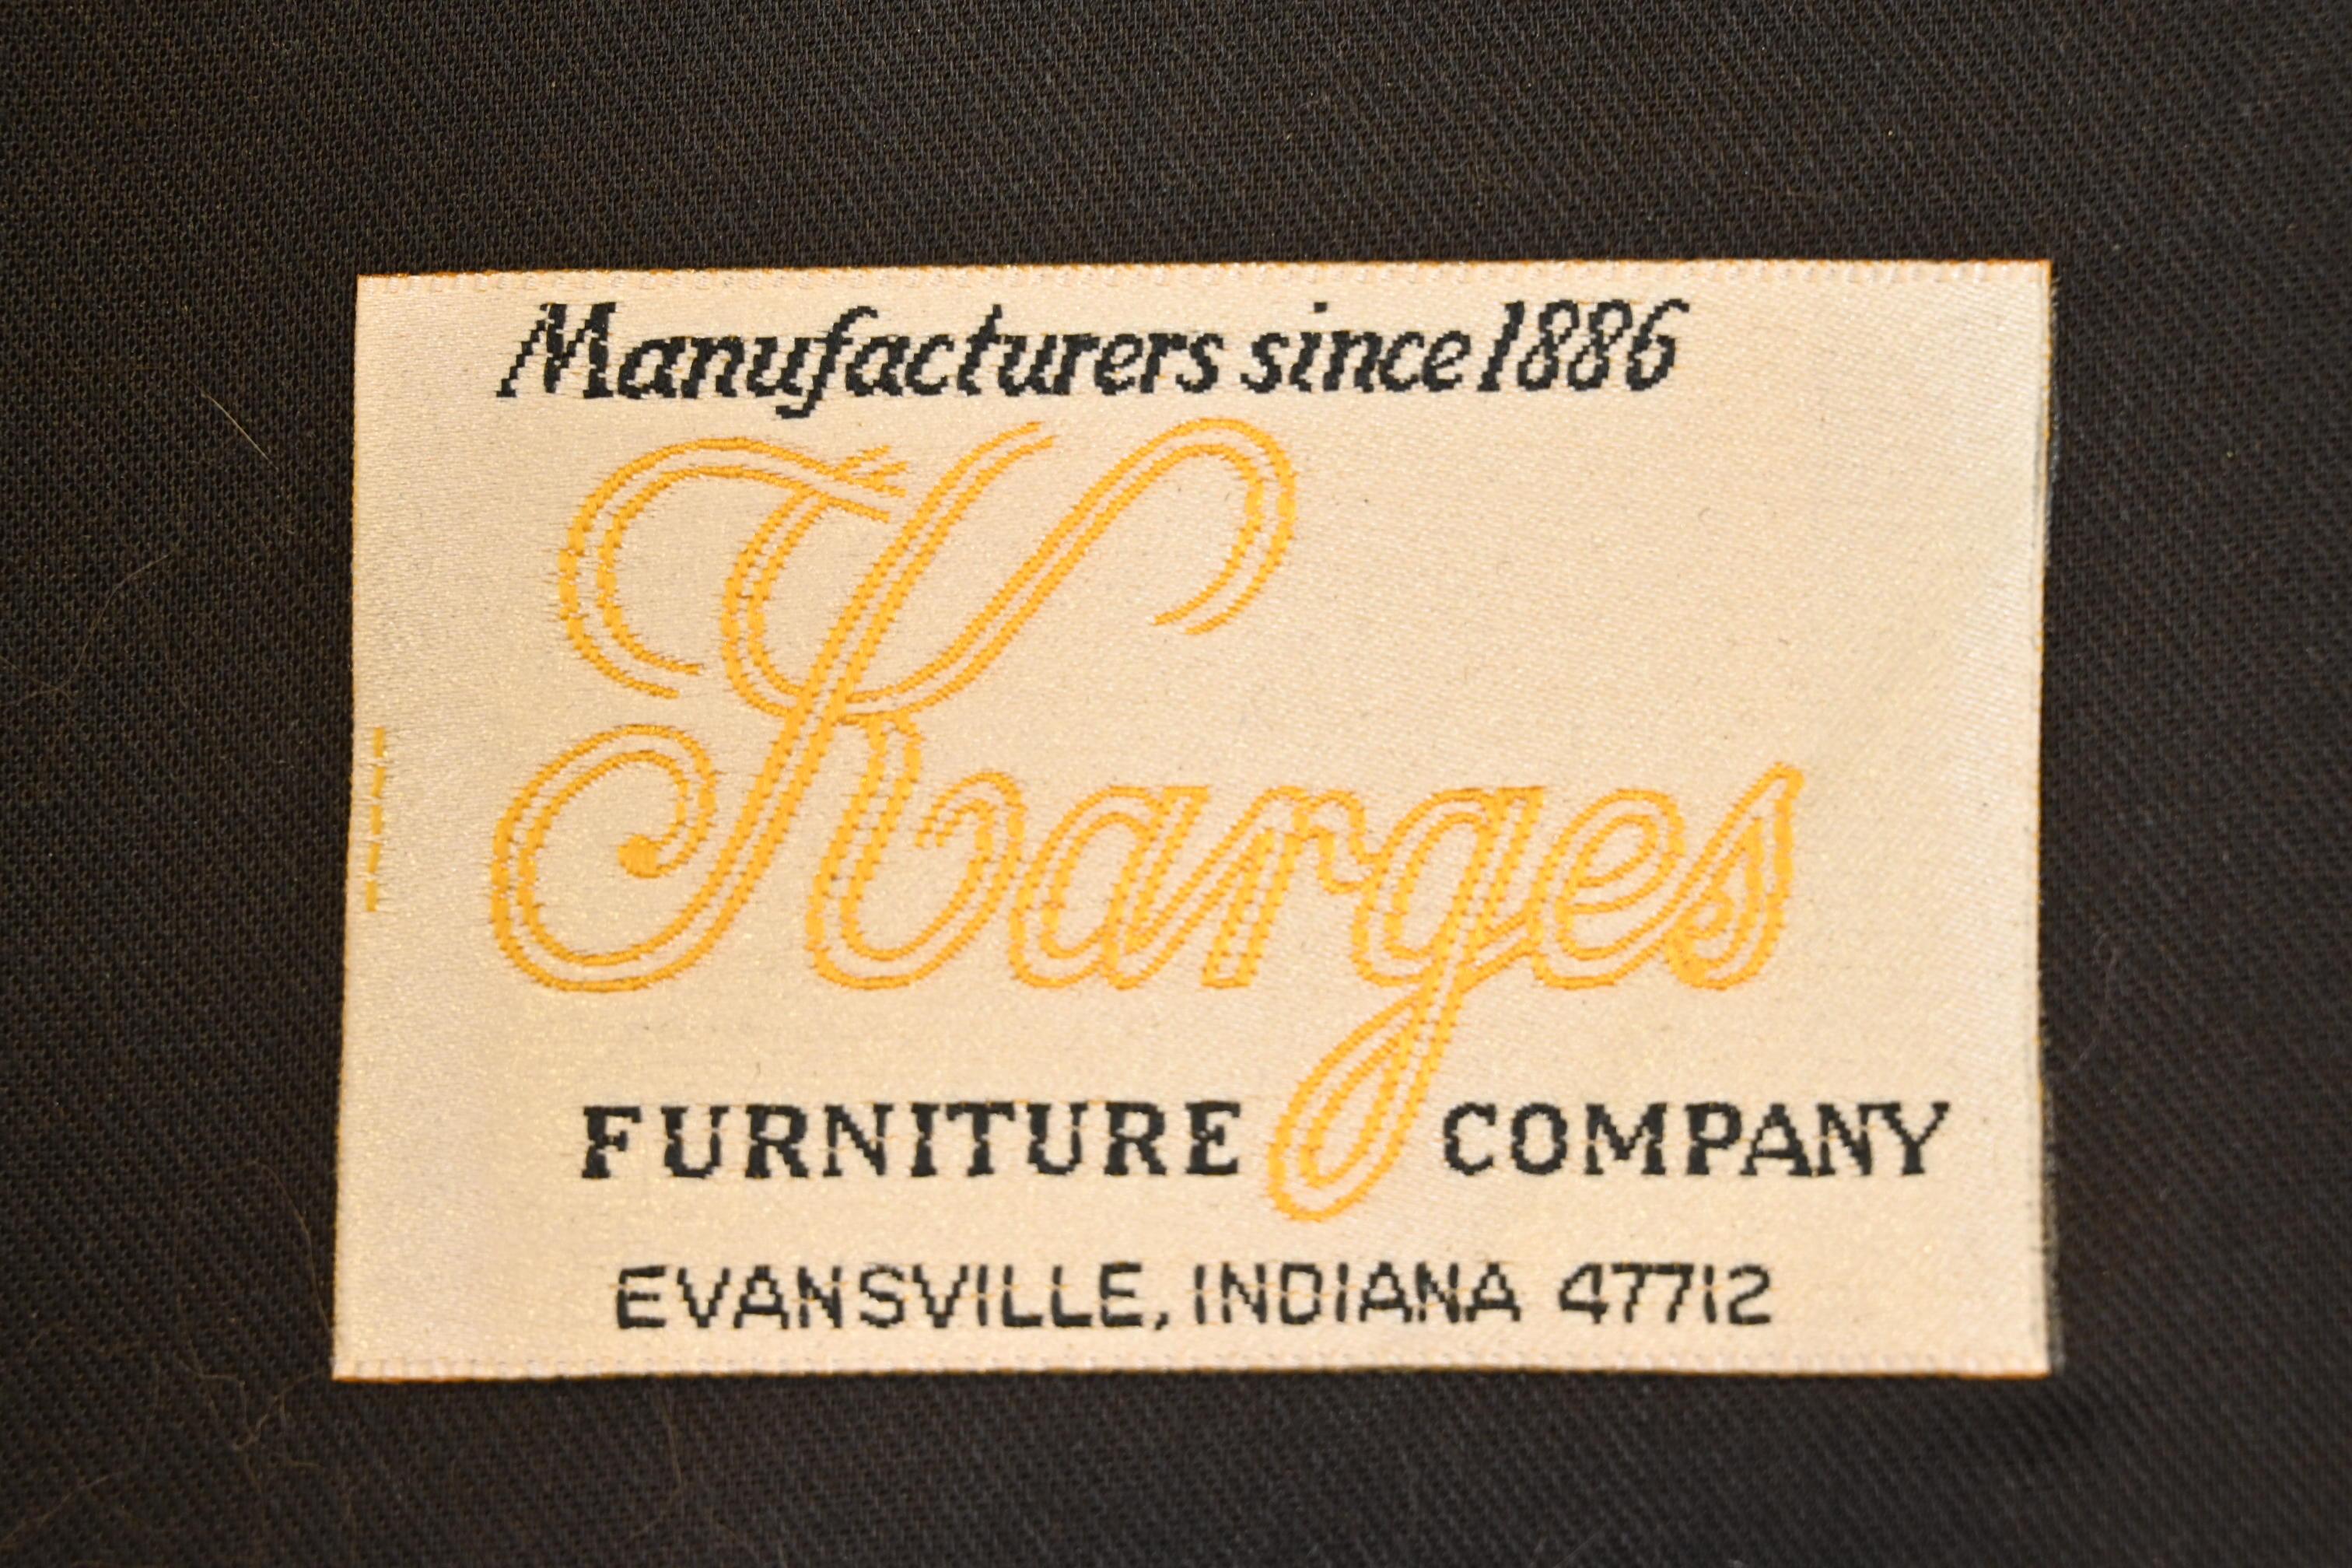 Manufacturers since 1886
Karges
FURNITURE COMPANY
EVANSVILLE, INDIANA 47712